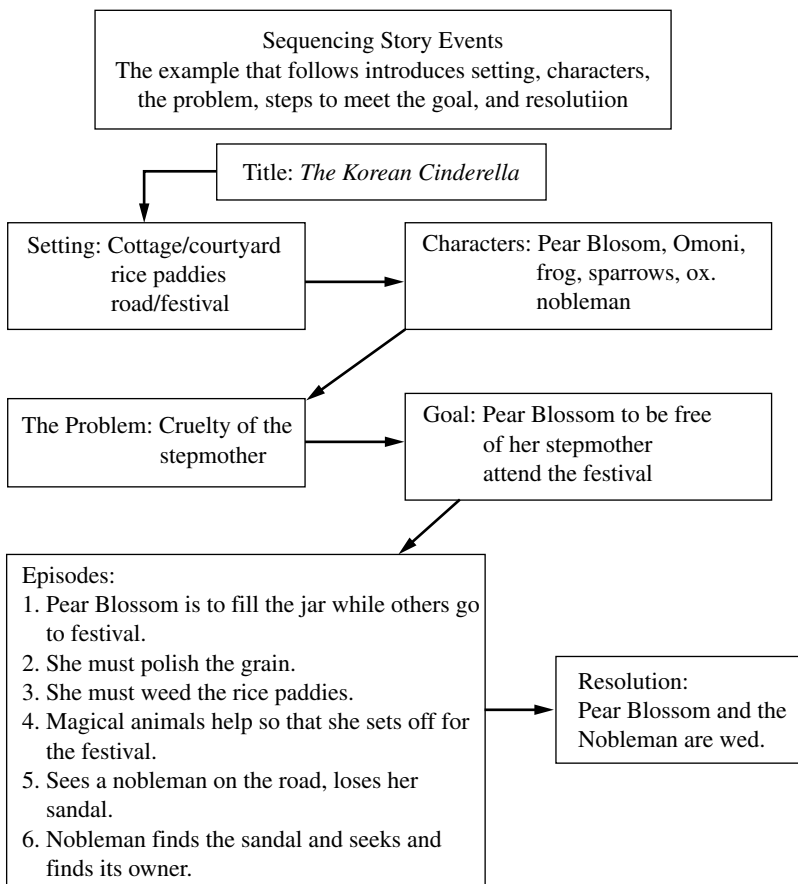 Sequencing Story Events
The example that follows introduces setting, characters,
the problem, steps to meet the goal, and resolutiion
Title: The Korean Cinderella
Setting: Cottage/courtyard
rice paddies
road/festival
Characters: Pear Blosom, Omoni,
frog, sparrows, ox.
nobleman
The Problem: Cruelty of the
stepmother
Goal: Pear Blossom to be free
of her stepmother
attend the festival
Episodes:
1. Pear Blossom is to fill the jar while others go
to festival.
2. She must polish the grain.
3. She must weed the rice paddies.
4. Magical animals help so that she sets off for
the festival.
5. Sees a nobleman on the road, loses her
sandal.
6. Nobleman finds the sandal and seeks and
finds its owner.
Resolution:
Pear Blossom and the
Nobleman are wed.